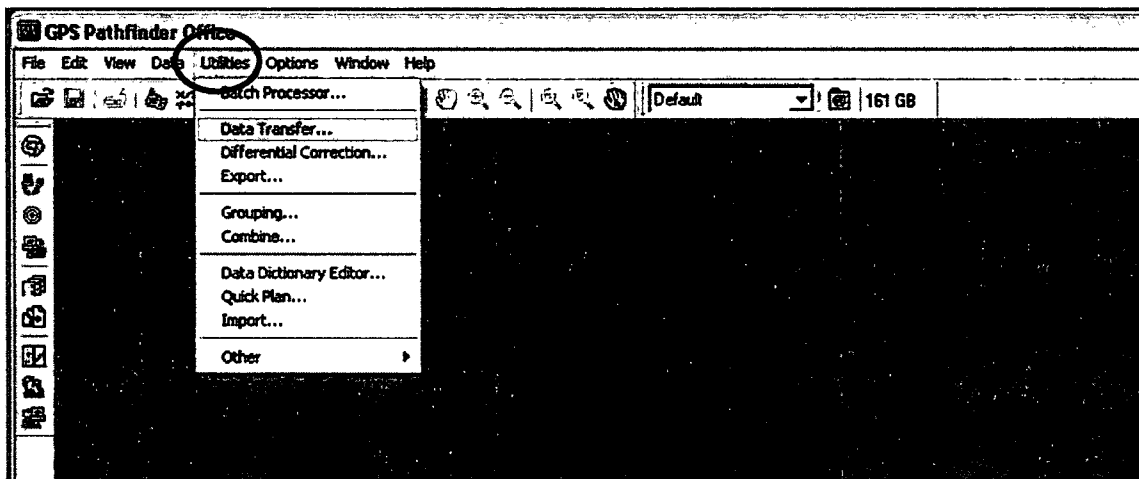 GPS Pathfinder Office
File Edit View Data Utilities Options Window Help
Default 161 GB
Batch Processor...
Data Transfer...
Differential Correction...
Export...
Grouping...
Combine...
Data Dictionary Editor...
Quick Plan...
Import...
Other